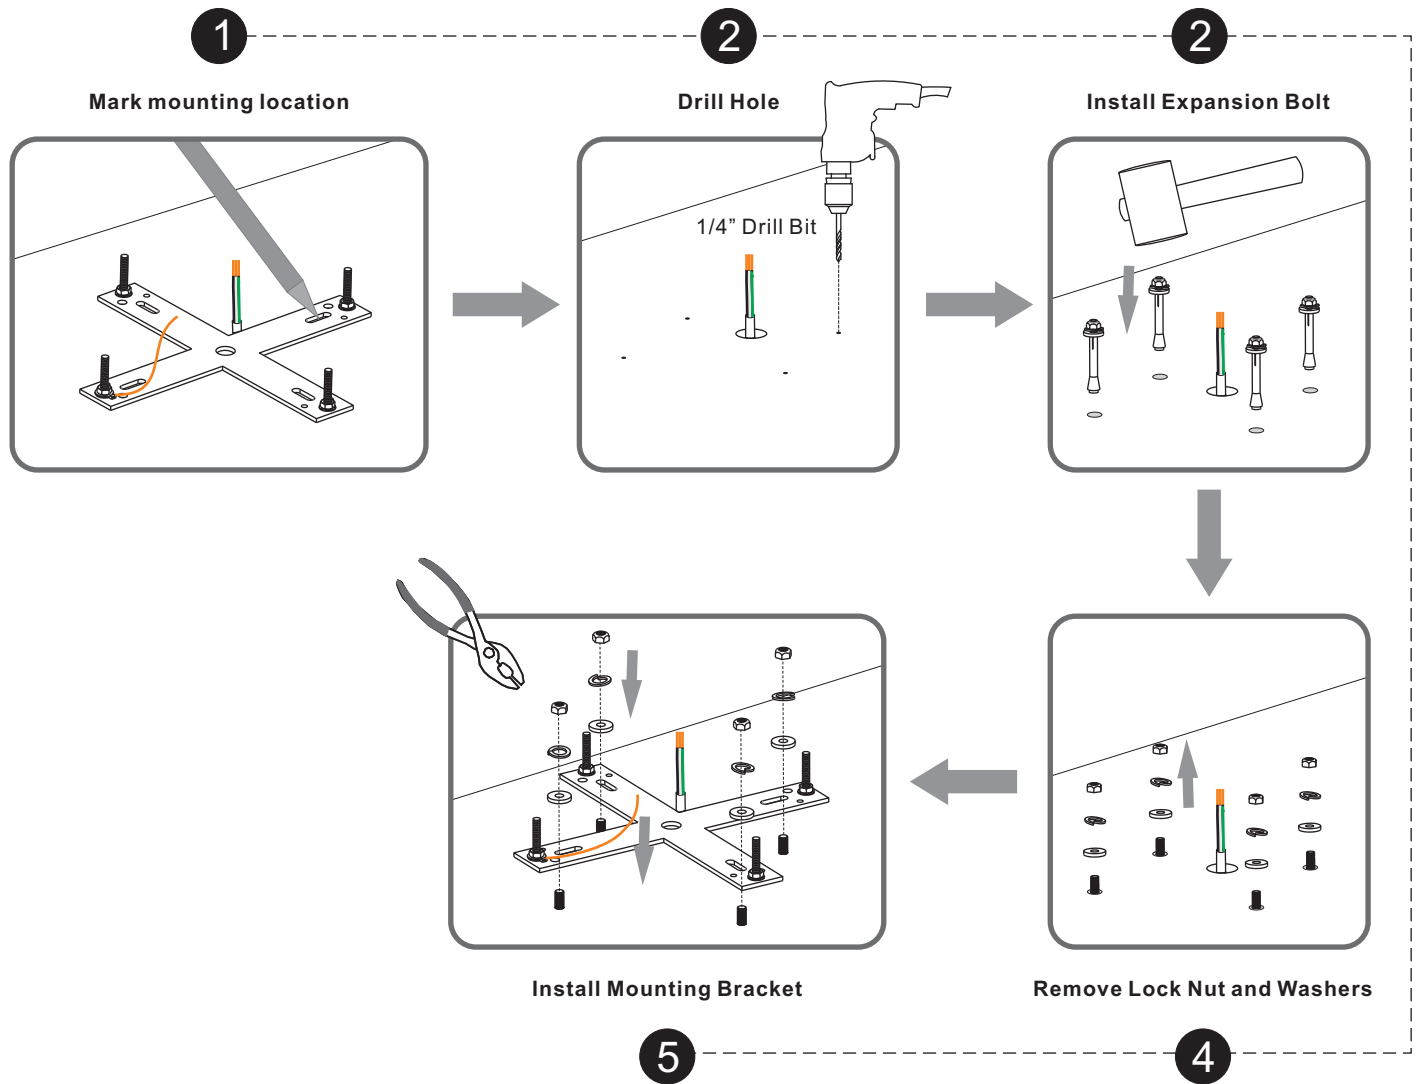 1
2
2
Mark mounting location
Drill Hole
Install Expansion Bolt
1/4” Drill Bit
Install Mounting Bracket
Remove Lock Nut and Washers
5
4